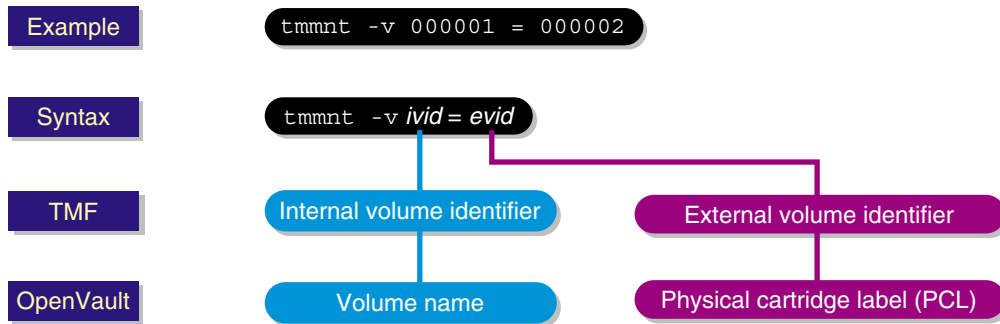 Example
tmmnt -v 000001 = 000002
Syntax
tmmnt -v ivid = evid
TMF
Internal volume identifier
External volume identifier
OpenVault
Volume name
Physical cartridge label (PCL)